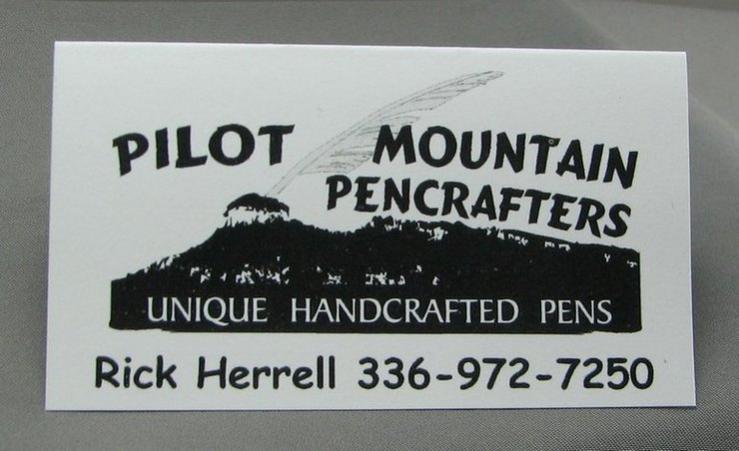 PILOT MOUNTAIN
PENCRAFTERS
UNIQUE HANDCRAFTED PENS
Rick Herrell 336-972-7250